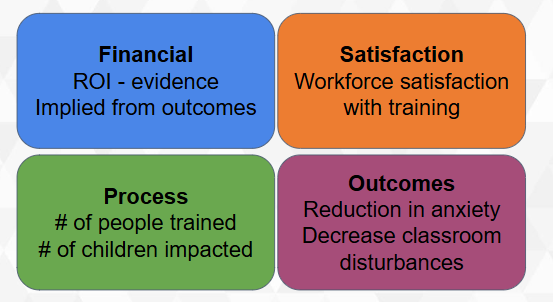 Financial
ROI - evidence
Implied from outcomes
Satisfaction
Workforce satisfaction
with training
Process
# of people trained
# of children impacted
Outcomes
Reduction in anxiety
Decrease classroom
disturbances